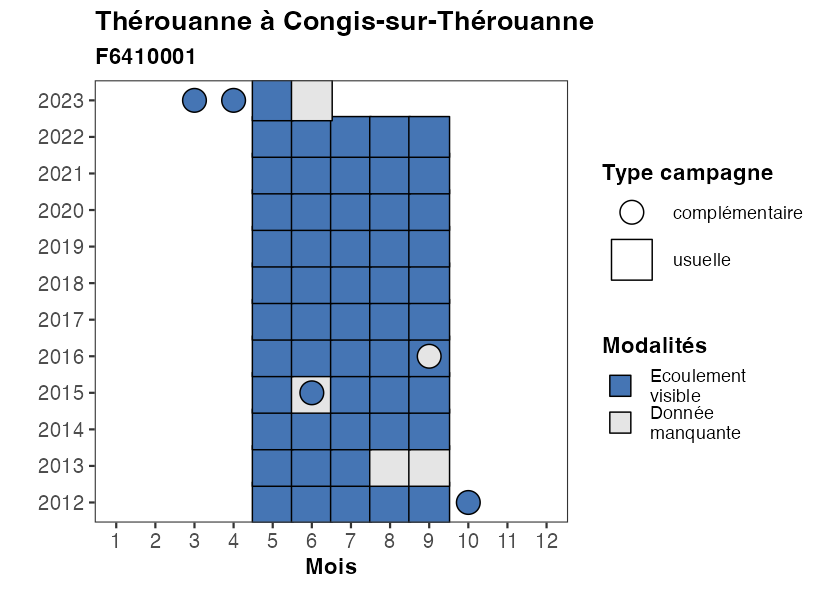 Thérouanne à Congis-sur-Thérouanne
F6410001
2023
2022
2021
2020
2019
2018
2017
2016
2015
2014
2013
2012
1 2 3 4 5 6 7 8 9 10 11 12
Mois
Type campagne
complémentaire
usuelle
Modalités
Ecoulement
visible
Donnée
manquante